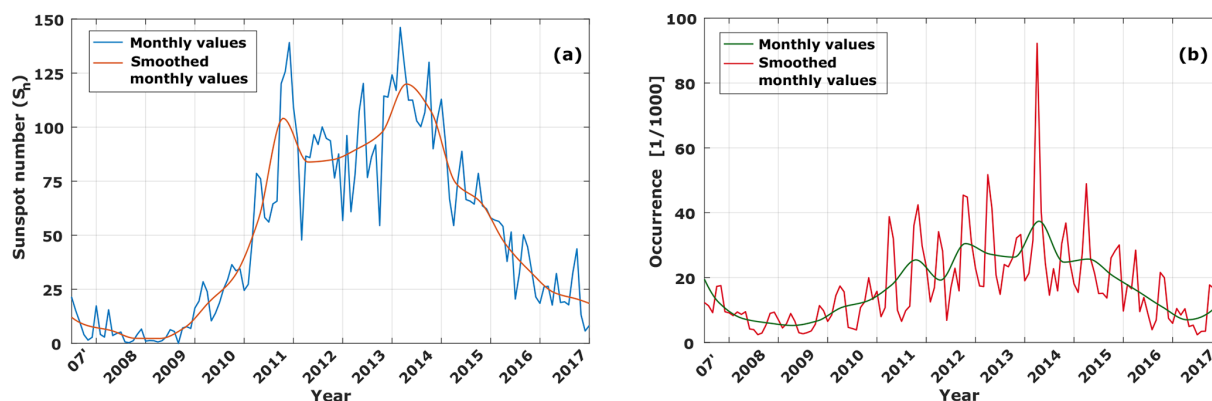 150
125
100
75
50
25
0
Sunspot number (Sn)
Monthly values
Smoothed
monthly values
(a)
07' 2008 2009 2010 2011 2012 2013 2014 2015 2016 2017
Year
100
80
60
40
20
0
Occurrence [1/1000]
Monthly values
Smoothed
monthly values
(b)
07' 2008 2009 2010 2011 2012 2013 2014 2015 2016 2017
Year